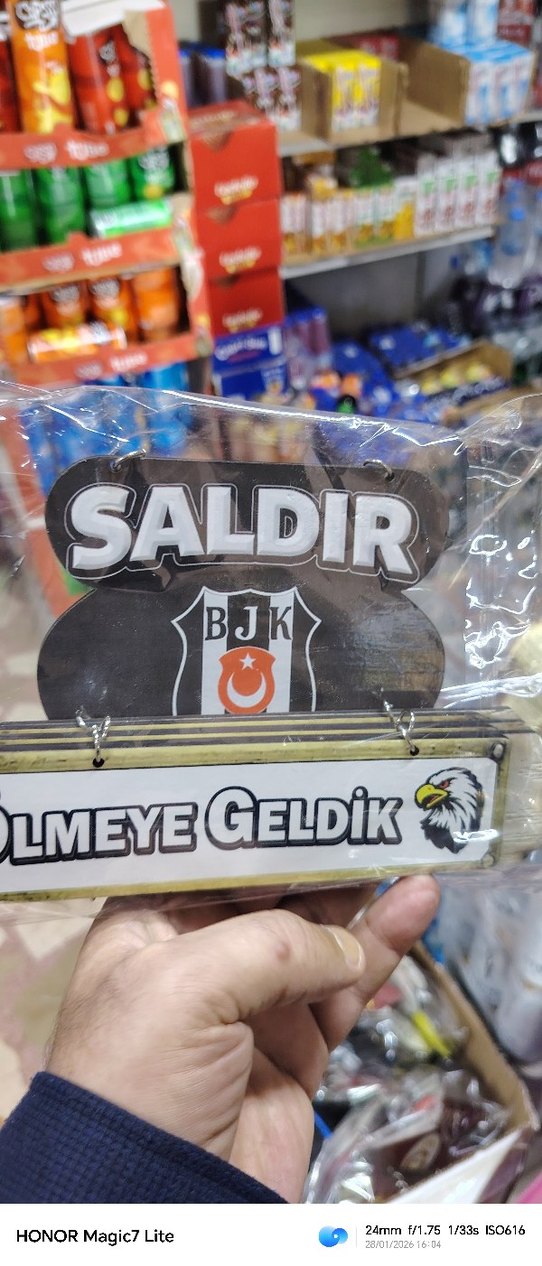 SALDIR
BJK
ÖLMEYE GELDİK
HONOR Magic7 Lite
24mm f/1.75 1/33s ISO616
28/01/2026 16:04